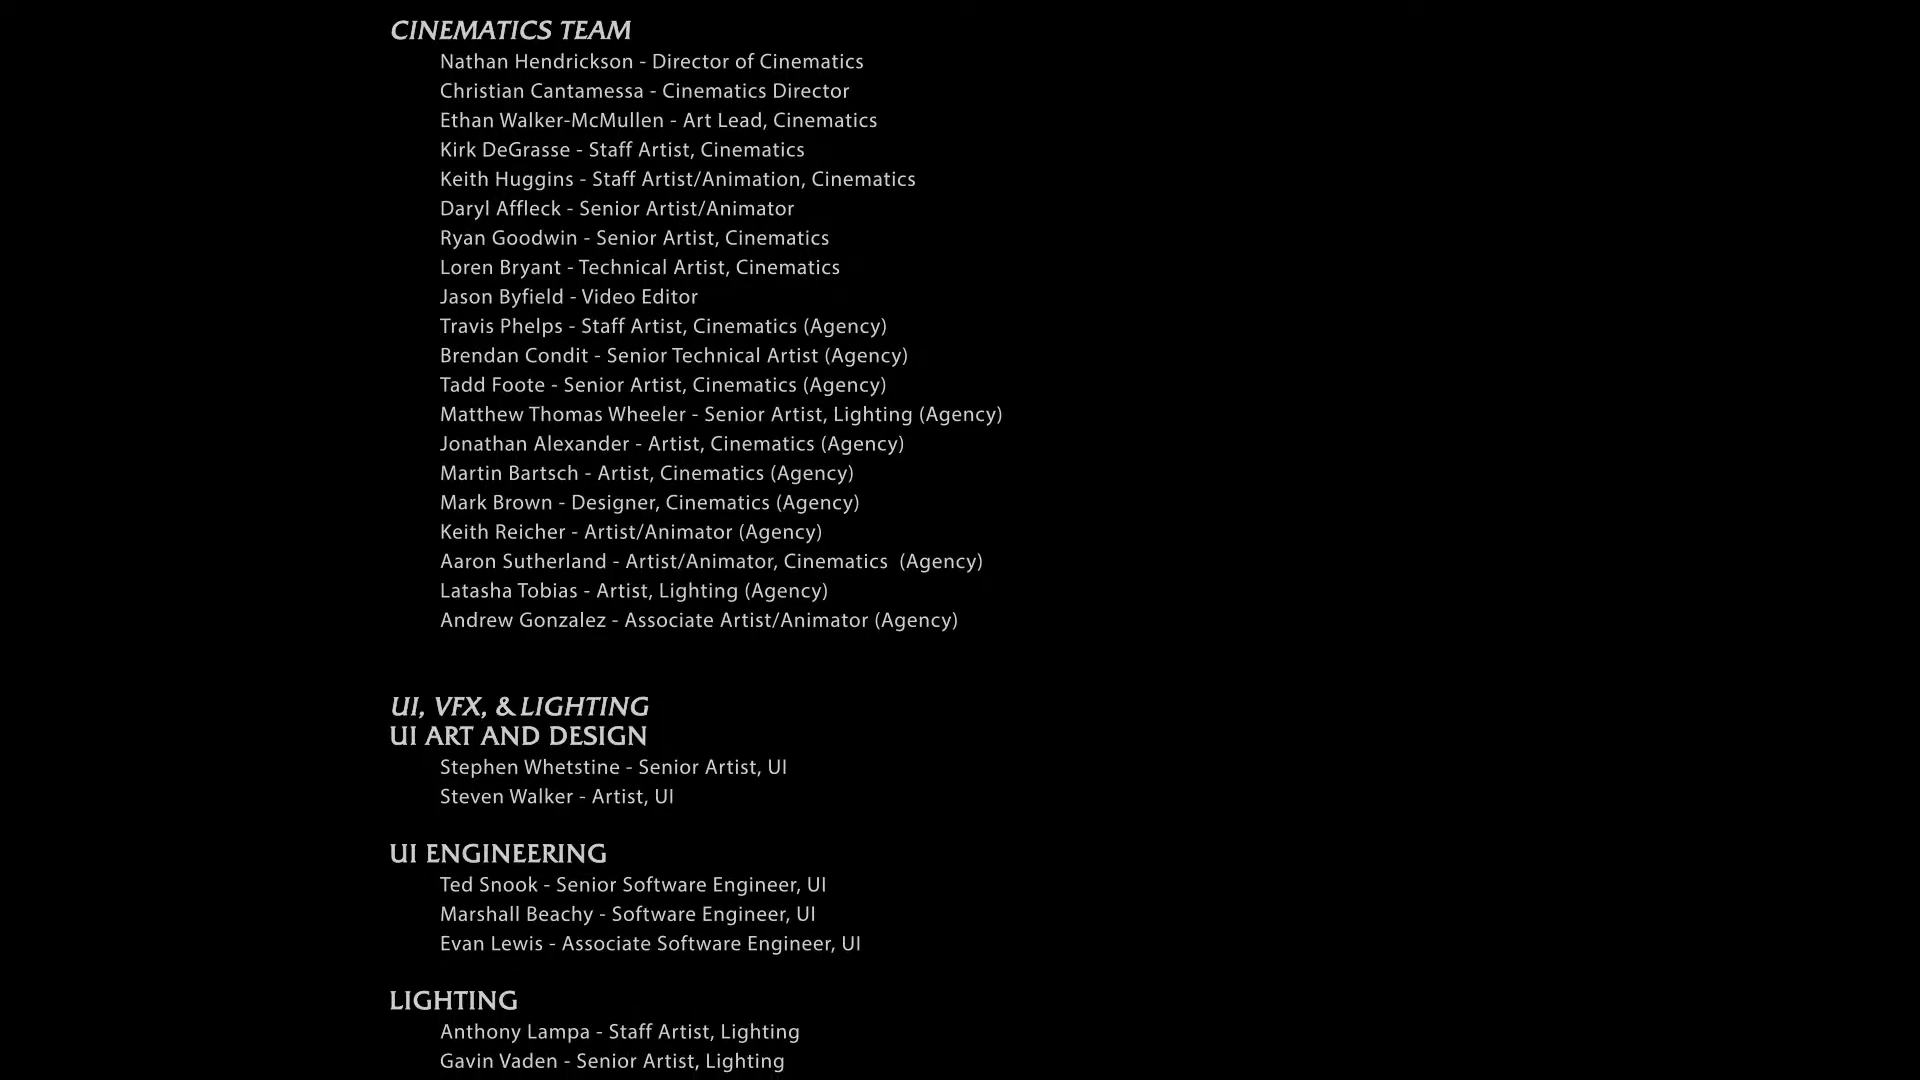 CINEMATICS TEAM
Nathan Hendrickson - Director of Cinematics
Christian Cantamessa - Cinematics Director
Ethan Walker-McMullen - Art Lead, Cinematics
Kirk DeGrasse - Staff Artist, Cinematics
Keith Huggins - Staff Artist/Animation, Cinematics
Daryl Affleck - Senior Artist/Animator
Ryan Goodwin - Senior Artist, Cinematics
Loren Bryant - Technical Artist, Cinematics
Jason Byfield - Video Editor
Travis Phelps - Staff Artist, Cinematics (Agency)
Brendan Condit - Senior Technical Artist (Agency)
Tadd Foote - Senior Artist, Cinematics (Agency)
Matthew Thomas Wheeler - Senior Artist, Lighting (Agency)
Jonathan Alexander - Artist, Cinematics (Agency)
Martin Bartsch - Artist, Cinematics (Agency)
Mark Brown - Designer, Cinematics (Agency)
Keith Reicher - Artist/Animator (Agency)
Aaron Sutherland - Artist/Animator, Cinematics  (Agency)
Latasha Tobias - Artist, Lighting (Agency)
Andrew Gonzalez - Associate Artist/Animator (Agency)
UI, VFX, & LIGHTING
UI ART AND DESIGN
Stephen Whetstine - Senior Artist, UI
Steven Walker - Artist, UI
UI ENGINEERING
Ted Snook - Senior Software Engineer, UI
Marshall Beachy - Software Engineer, UI
Evan Lewis - Associate Software Engineer, UI
LIGHTING
Anthony Lampa - Staff Artist, Lighting
Gavin Vaden - Senior Artist, Lighting